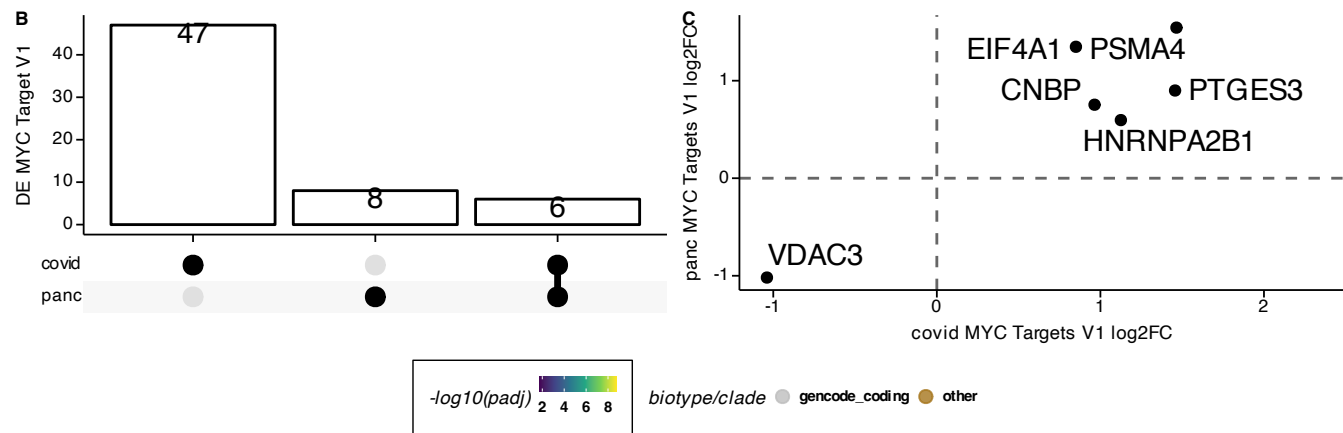 B
DE MYC Target V1
40
30
20
10
0
47
8
6
covid
panc
C
panc MYC Targets V1 log2FC
1
0
-1
EIF4A1
PSMA4
CNBP
PTGES3
HNRNPA2B1
VDAC3
-1
0
1
2
covid MYC Targets V1 log2FC
-log10(padj)
2 4 6 8
biotype/clade
gencode_coding
other